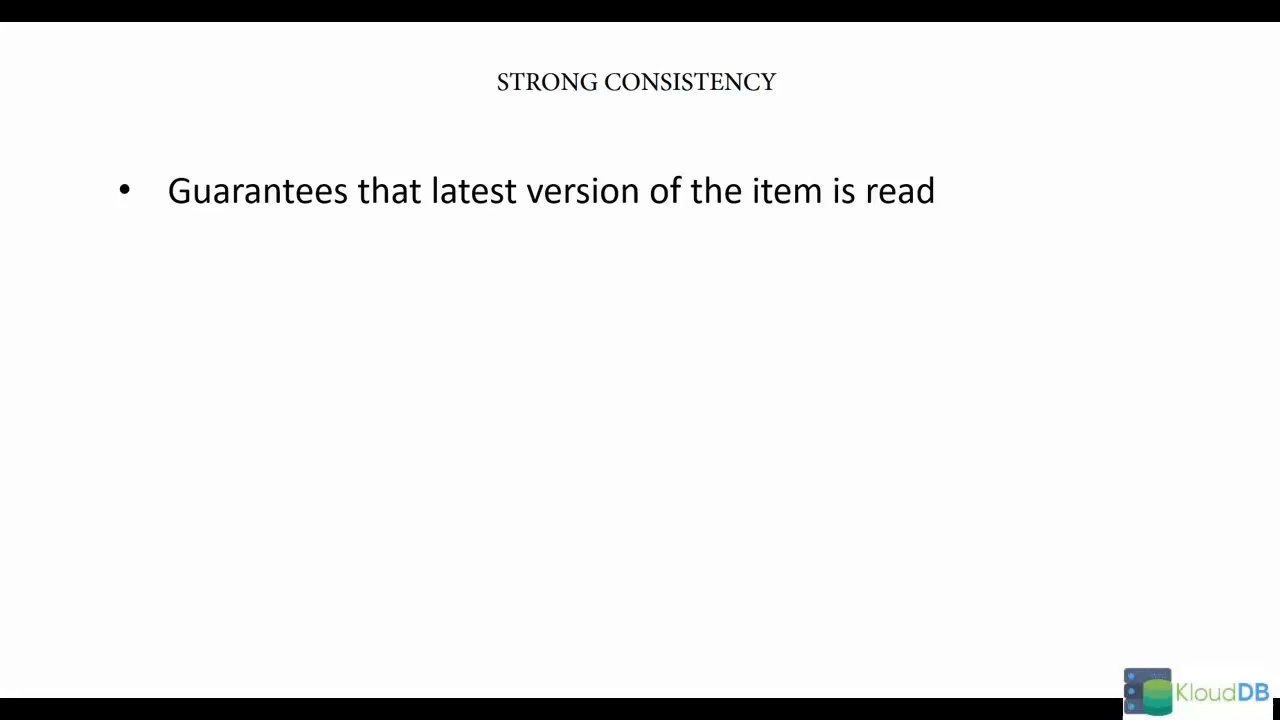 STRONG CONSISTENCY
• Guarantees that latest version of the item is read
KloudDB